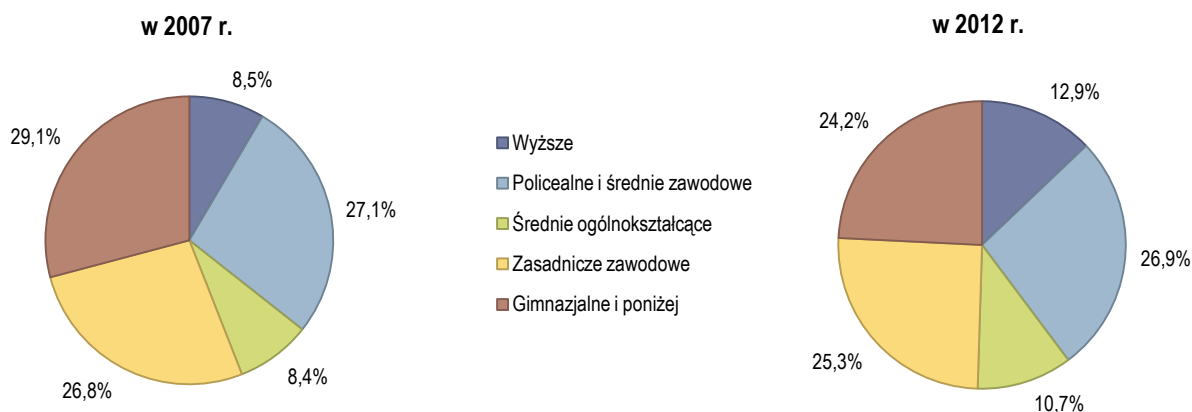 w 2007 r.
8,5%
27,1%
8,4%
26,8%
29,1%
Wyższe
Policealne i średnie zawodowe
Średnie ogólnokształcące
Zasadnicze zawodowe
Gimnazjalne i poniżej
w 2012 r.
12,9%
26,9%
10,7%
25,3%
24,2%